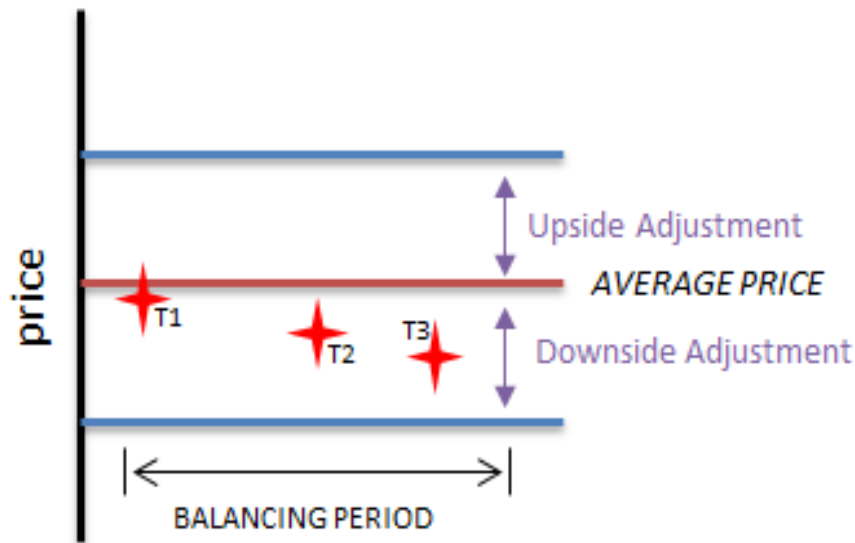 price
Upside Adjustment
AVERAGE PRICE
T1
T2
T3
Downside Adjustment
BALANCING PERIOD